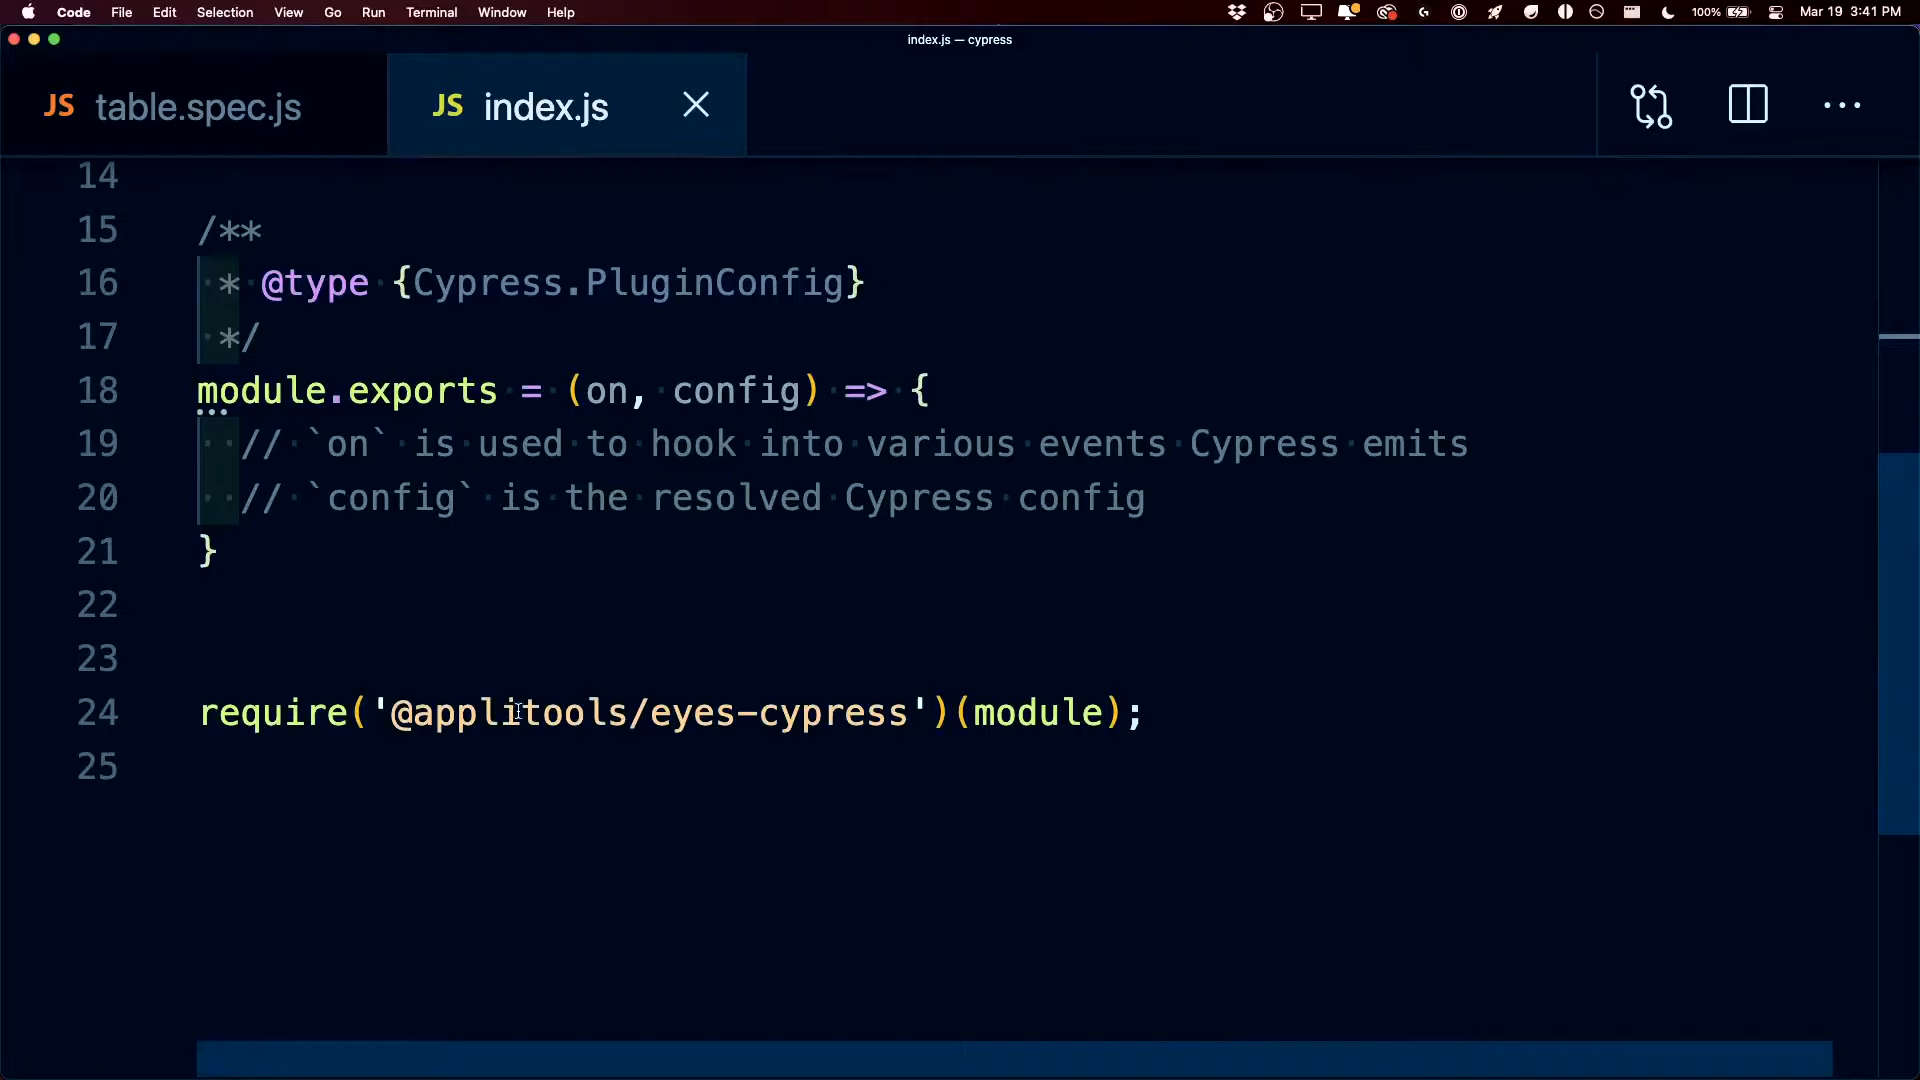 Code File Edit Selection View Go Run Terminal Window Help 100% Mar 19 3:41 PM
index.js — cypress
JS table.spec.js JS index.js
14
15 /**
16 * @type {Cypress.PluginConfig}
17 */
18 module.exports = (on, config) => {
19 // `on` is used to hook into various events Cypress emits
20 // `config` is the resolved Cypress config
21 }
22
23
24 require('@applitools/eyes-cypress')(module);
25